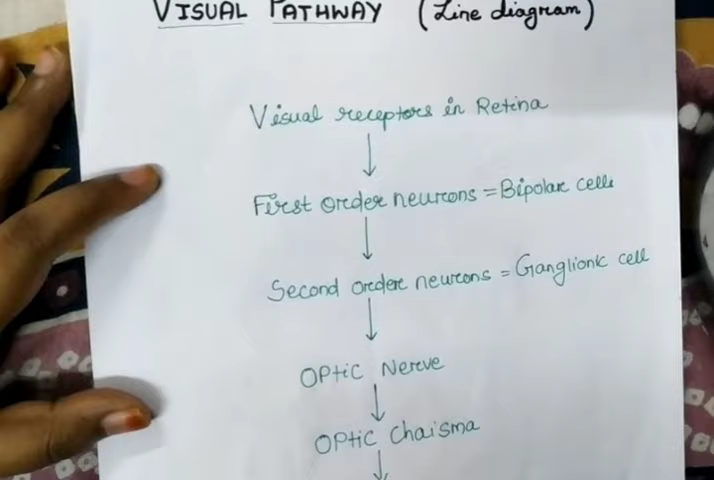 VISUAL PATHWAY (Line diagram)
Visual receptors in Retina
First order neurons = Bipolar cells
Second order neurons = Ganglionic cell
OPtic Nerve
OPtic Chaisma